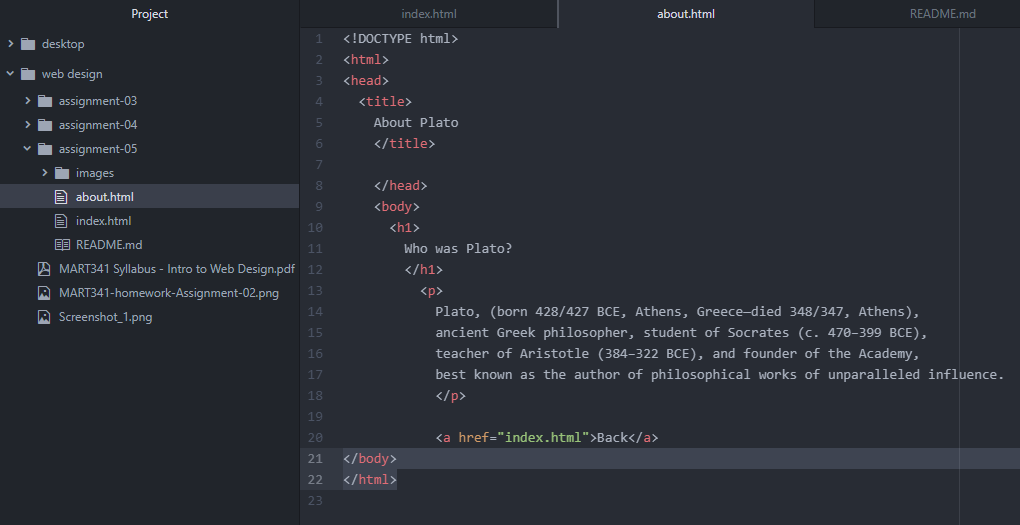 Project
desktop
web design
assignment-03
assignment-04
assignment-05
images
about.html
index.html
README.md
MART341 Syllabus - Intro to Web Design.pdf
MART341-homework-Assignment-02.png
Screenshot_1.png
index.html
about.html
README.md
1 <!DOCTYPE html>
2 <html>
3 <head>
4 <title>
5 About Plato
6 </title>
7
8 </head>
9 <body>
10 <h1>
11 Who was Plato?
12 </h1>
13 <p>
14 Plato, (born 428/427 BCE, Athens, Greece—died 348/347, Athens),
15 ancient Greek philosopher, student of Socrates (c. 470–399 BCE),
16 teacher of Aristotle (384–322 BCE), and founder of the Academy,
17 best known as the author of philosophical works of unparalleled influence.
18 </p>
19
20 <a href="index.html">Back</a>
21 </body>
22 </html>
23